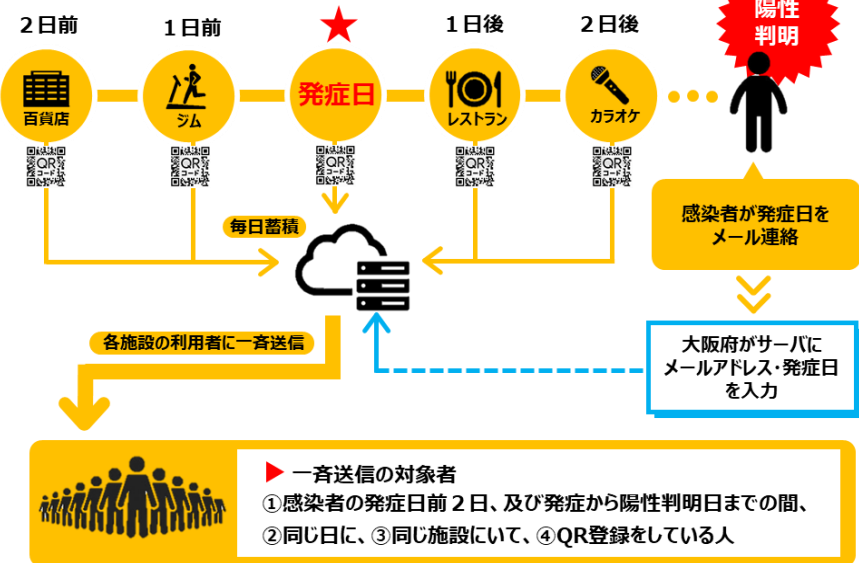 ２日前
１日前
１日後
２日後
陽性
判明
百貨店
ジム
発症日
レストラン
カラオケ
QR
コード
QR
コード
QR
コード
QR
コード
QR
コード
毎日蓄積
感染者が発症日を
メール連絡
各施設の利用者に一斉送信
大阪府がサーバに
メールアドレス・発症日
を入力
▶ 一斉送信の対象者
①感染者の発症日前２日、及び発症から陽性判明日までの間、
②同じ日に、③同じ施設にいて、④QR登録をしている人